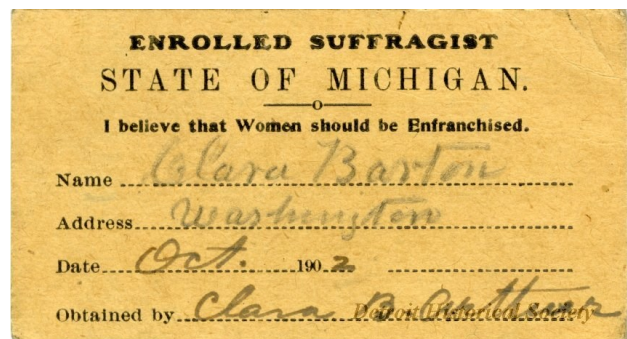 ENROLLED SUFFRAGIST
STATE OF MICHIGAN.
I believe that Women should be Enfranchised.
Name Clara Barton
Address Washington
Date Oct. 1902
Obtained by Clara B. Arthur
Detroit Historical Society